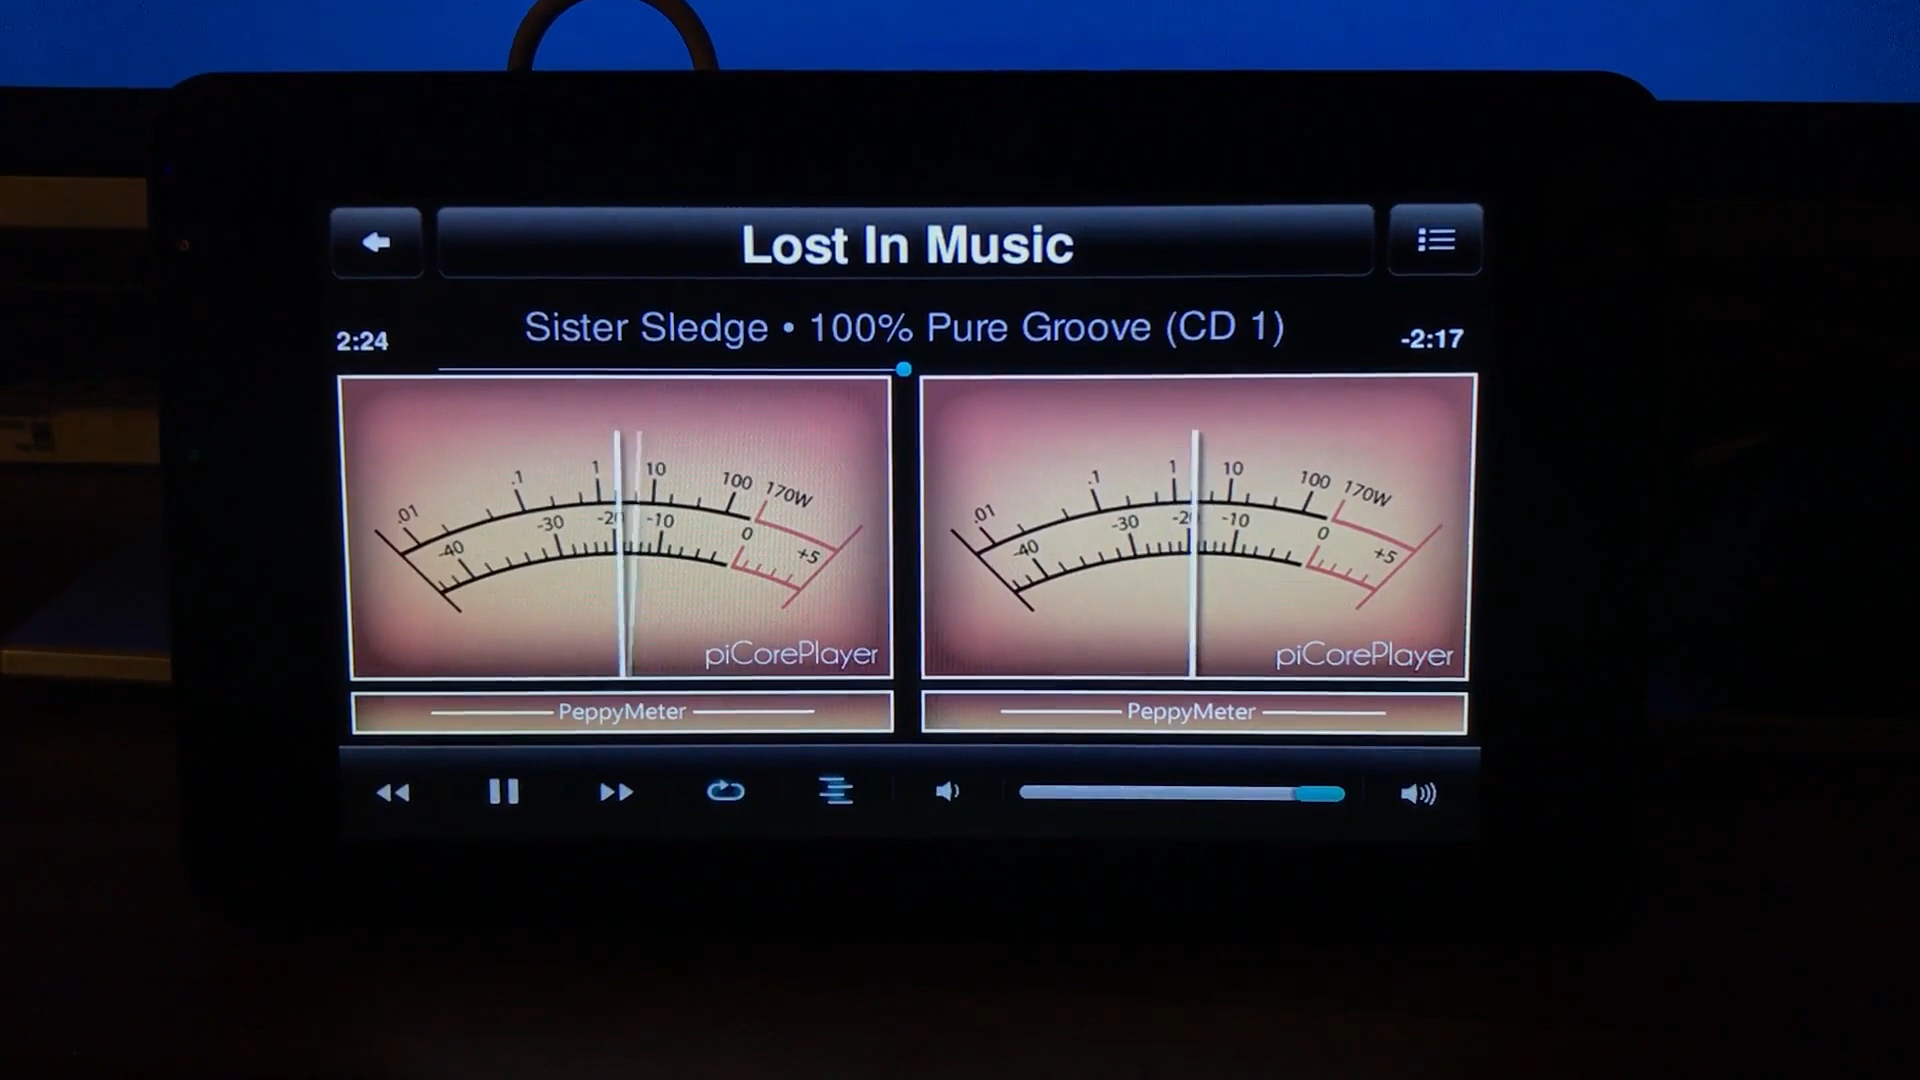 Lost In Music
Sister Sledge • 100% Pure Groove (CD 1)
2:24
-2:17
.01 .1 1 10 100 170W
-40 -30 -20 -10 0 +5
piCorePlayer
PeppyMeter
.01 .1 1 10 100 170W
-40 -30 -20 -10 0 +5
piCorePlayer
PeppyMeter